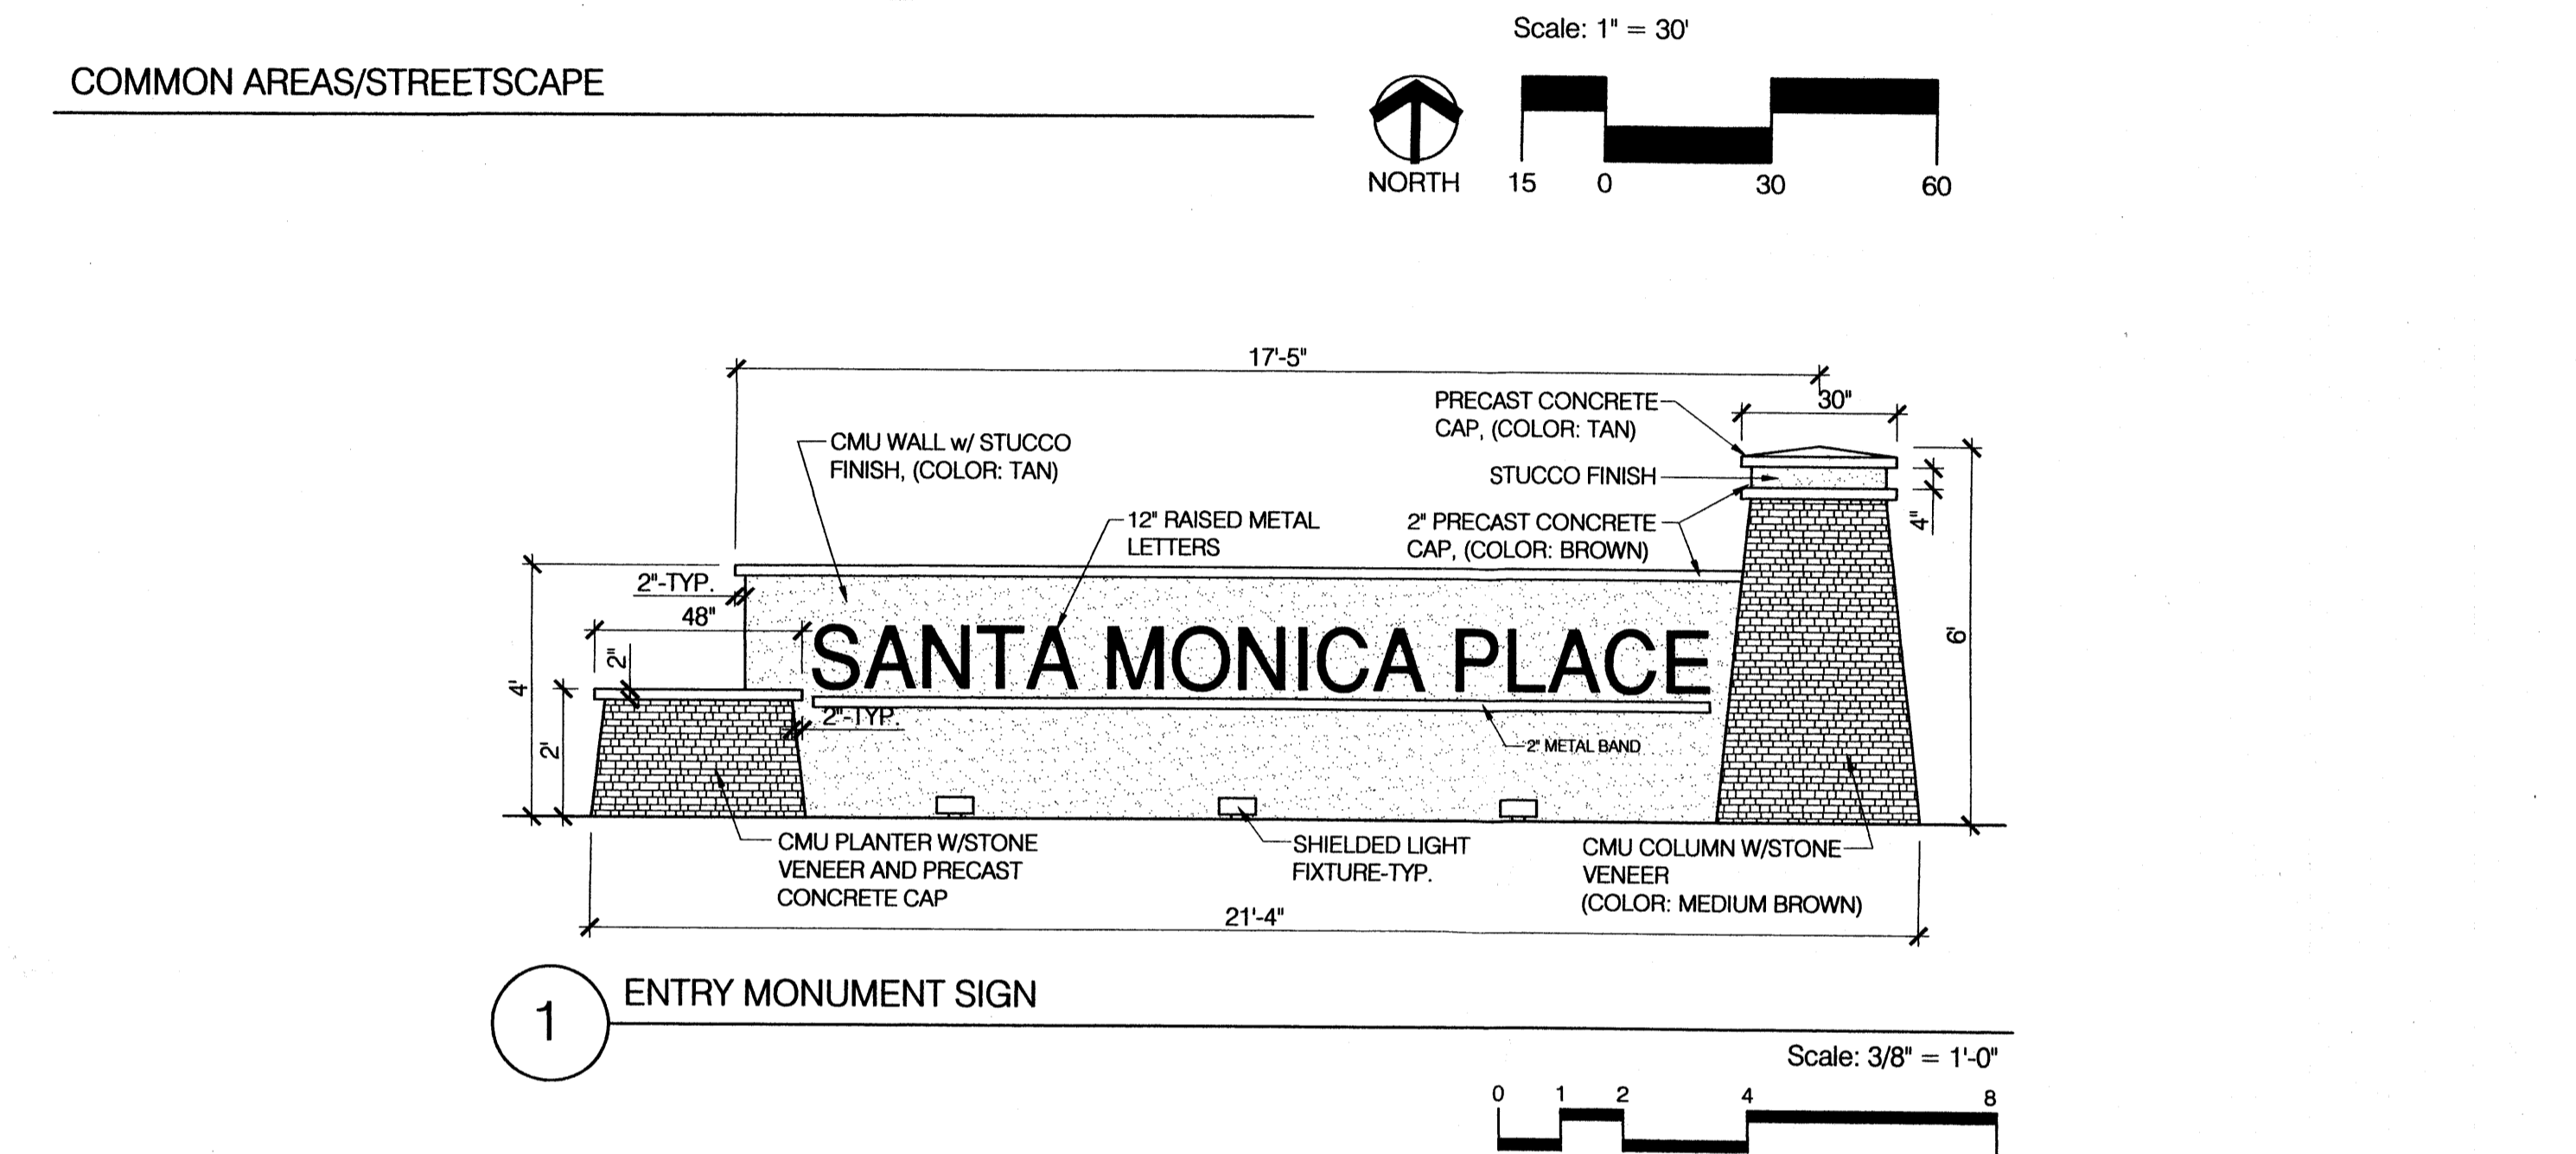 Scale: 1" = 30'
COMMON AREAS/STREETSCAPE
NORTH
15 0 30 60
17'-5"
30"
PRECAST CONCRETE
CAP, (COLOR: TAN)
CMU WALL w/ STUCCO
FINISH, (COLOR: TAN)
STUCCO FINISH
4"
12" RAISED METAL
LETTERS
2" PRECAST CONCRETE
CAP, (COLOR: BROWN)
2"-TYP.
48"
2"
4'
2'
6'
SANTA MONICA PLACE
2"-TYP.
2" METAL BAND
CMU PLANTER W/STONE
VENEER AND PRECAST
CONCRETE CAP
SHIELDED LIGHT
FIXTURE-TYP.
CMU COLUMN W/STONE
VENEER
(COLOR: MEDIUM BROWN)
21'-4"
1
ENTRY MONUMENT SIGN
Scale: 3/8" = 1'-0"
0 1 2 4 8